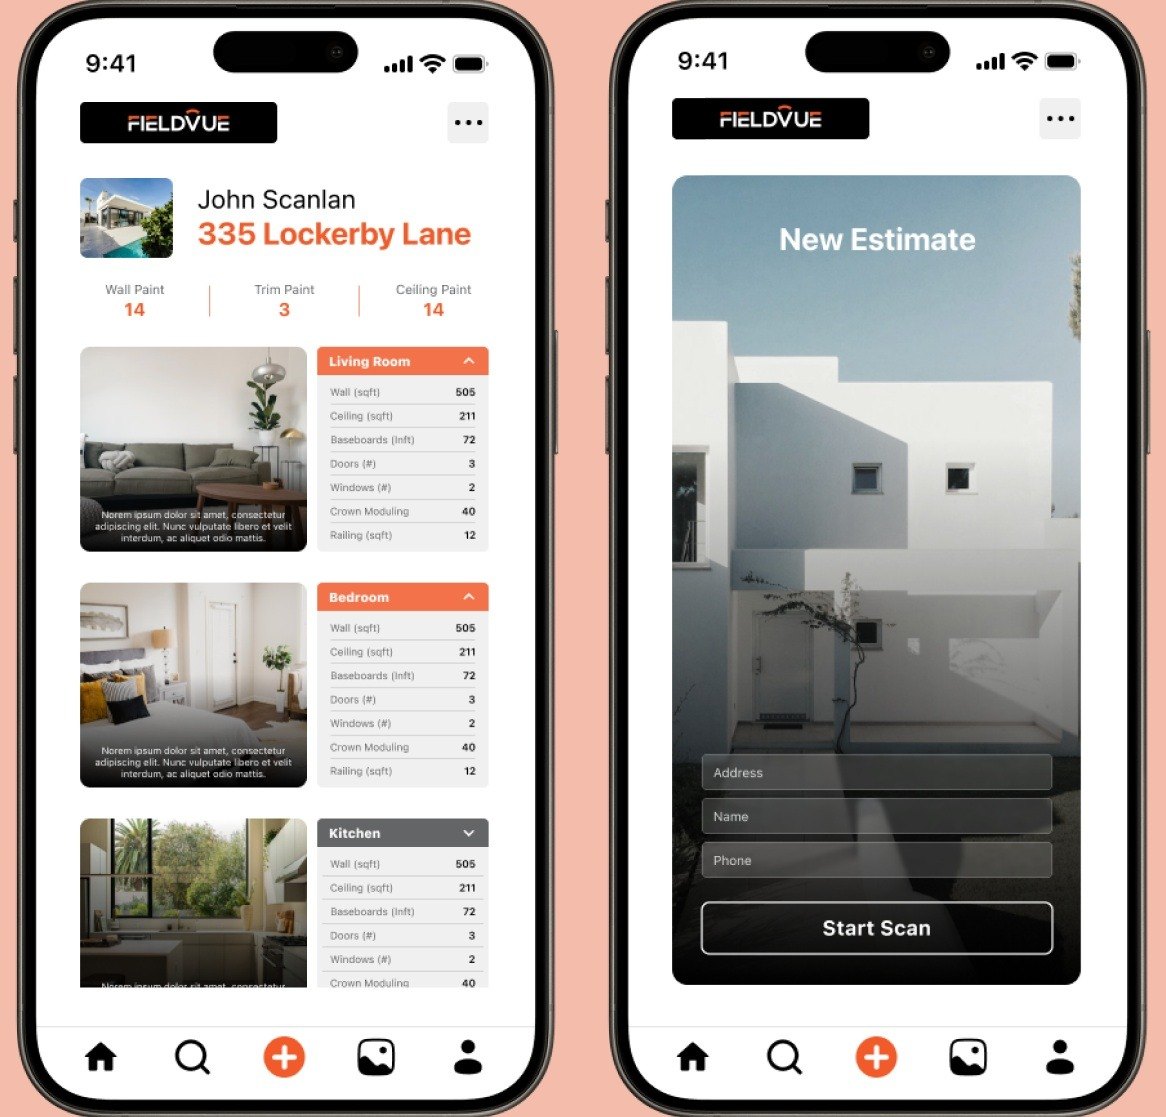 9:41
FIELDVUE
John Scanlan
335 Lockerby Lane
Wall Paint
14
Trim Paint
3
Ceiling Paint
14
Norem ipsum dolor sit amet, consectetur
adipiscing elit. Nunc vulputate libero et velit
interdum, ac aliquet odio mattis.
Living Room
Wall (sqft) 505
Ceiling (sqft) 211
Baseboards (lnft) 72
Doors (#) 3
Windows (#) 2
Crown Moduling 40
Railing (sqft) 12
Norem ipsum dolor sit amet, consectetur
adipiscing elit. Nunc vulputate libero et velit
interdum, ac aliquet odio mattis.
Bedroom
Wall (sqft) 505
Ceiling (sqft) 211
Baseboards (lnft) 72
Doors (#) 3
Windows (#) 2
Crown Moduling 40
Railing (sqft) 12
Norem ipsum dolor sit amet, consectetur
Kitchen
Wall (sqft) 505
Ceiling (sqft) 211
Baseboards (lnft) 72
Doors (#) 3
Windows (#) 2
Crown Moduling 40
9:41
FIELDVUE
New Estimate
Address
Name
Phone
Start Scan